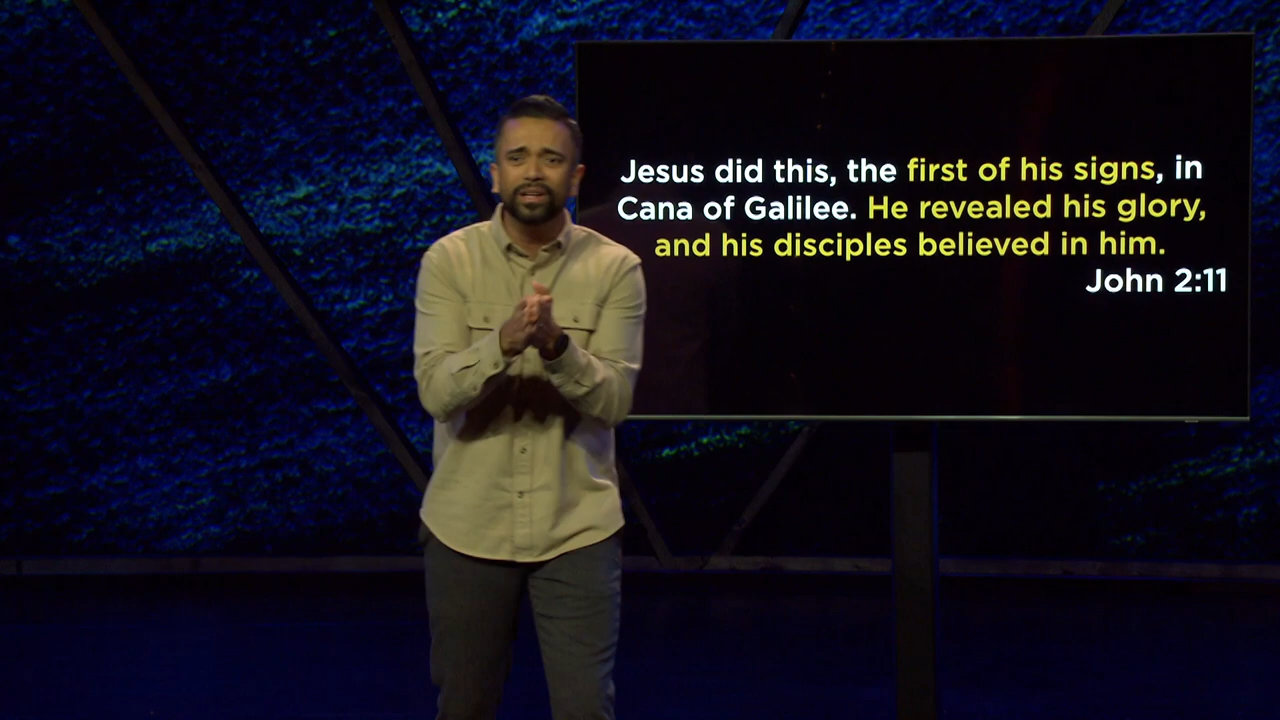 Jesus did this, the first of his signs, in
Cana of Galilee. He revealed his glory,
and his disciples believed in him.
John 2:11